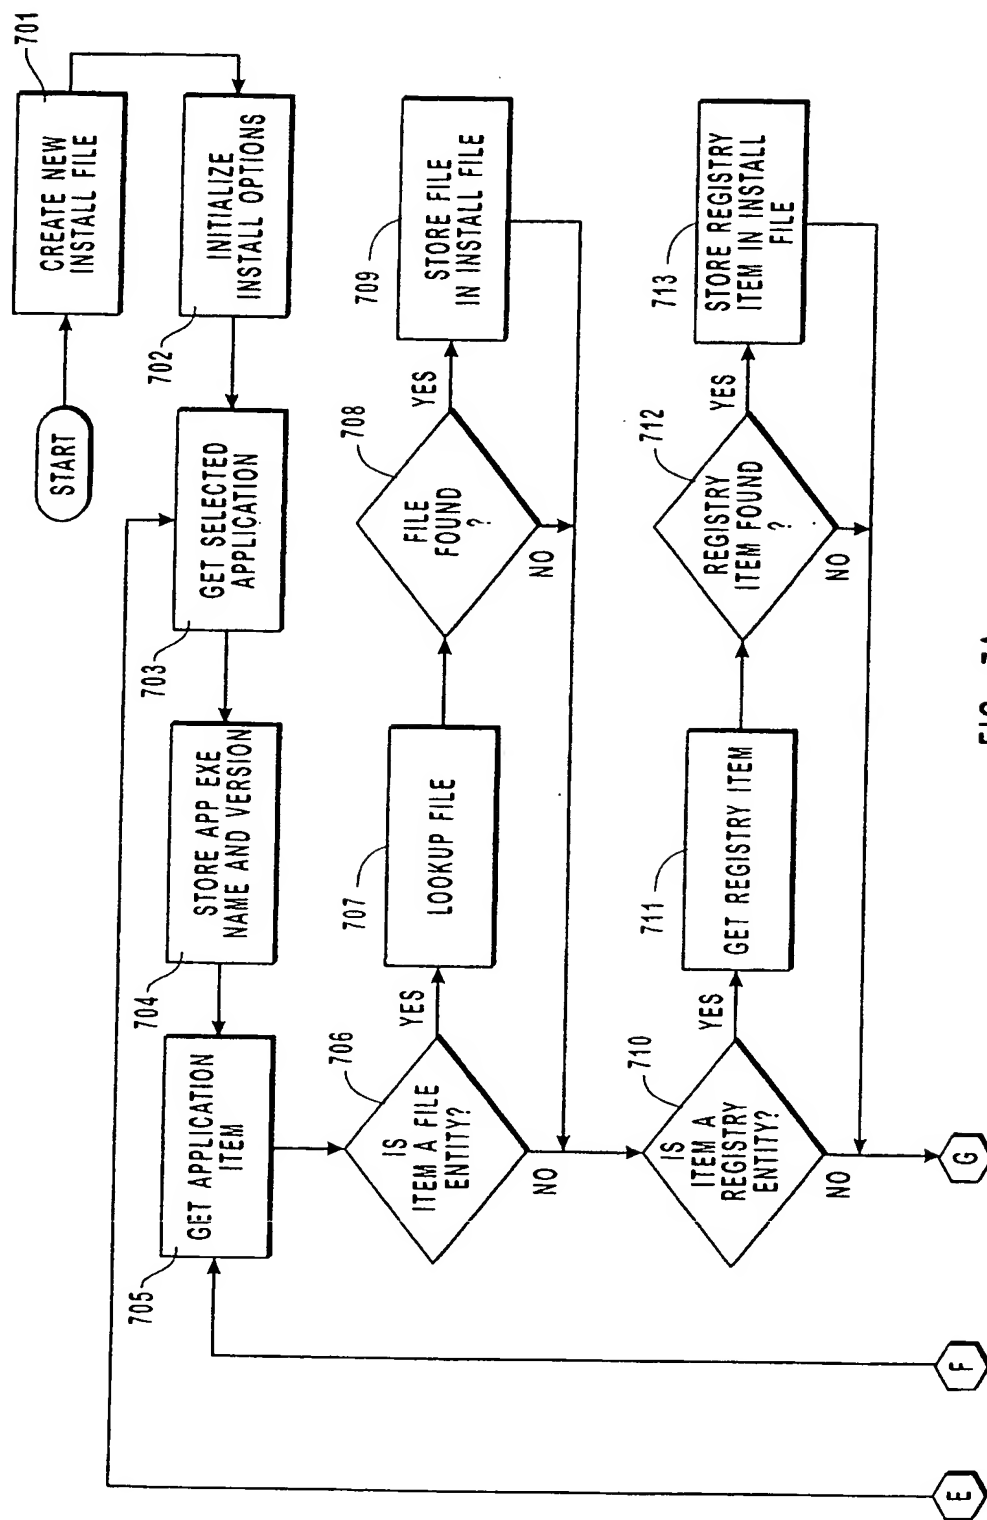 START
CREATE NEW
INSTALL FILE
701
INITIALIZE
INSTALL OPTIONS
702
GET SELECTED
APPLICATION
703
STORE APP EXE
NAME AND VERSION
704
GET APPLICATION
ITEM
705
IS
ITEM A FILE
ENTITY?
706
YES
NO
LOOKUP FILE
707
FILE
FOUND
?
708
YES
NO
STORE FILE
IN INSTALL FILE
709
IS
ITEM A
REGISTRY
ENTITY?
710
YES
NO
GET REGISTRY ITEM
711
REGISTRY
ITEM FOUND
?
712
YES
NO
STORE REGISTRY
ITEM IN INSTALL
FILE
713
E
F
G